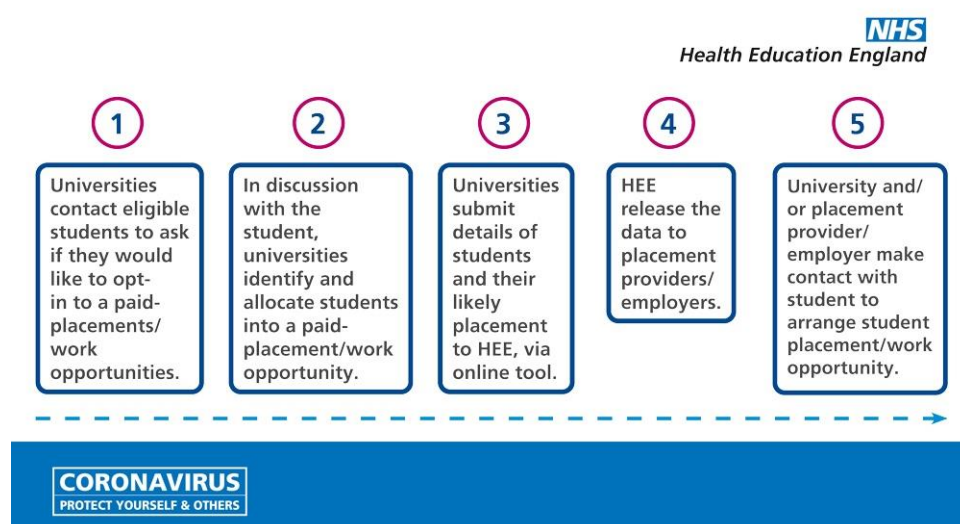 NHS
Health Education England
1
Universities
contact eligible
students to ask
if they would
like to opt-
in to a paid-
placements/
work
opportunities.
2
In discussion
with the
student,
universities
identify and
allocate students
into a paid-
placement/work
opportunity.
3
Universities
submit
details of
students
and their
likely
placement
to HEE, via
online tool.
4
HEE
release the
data to
placement
providers/
employers.
5
University and/
or placement
provider/
employer make
contact with
student to
arrange student
placement/work
opportunity.
CORONAVIRUS
PROTECT YOURSELF & OTHERS